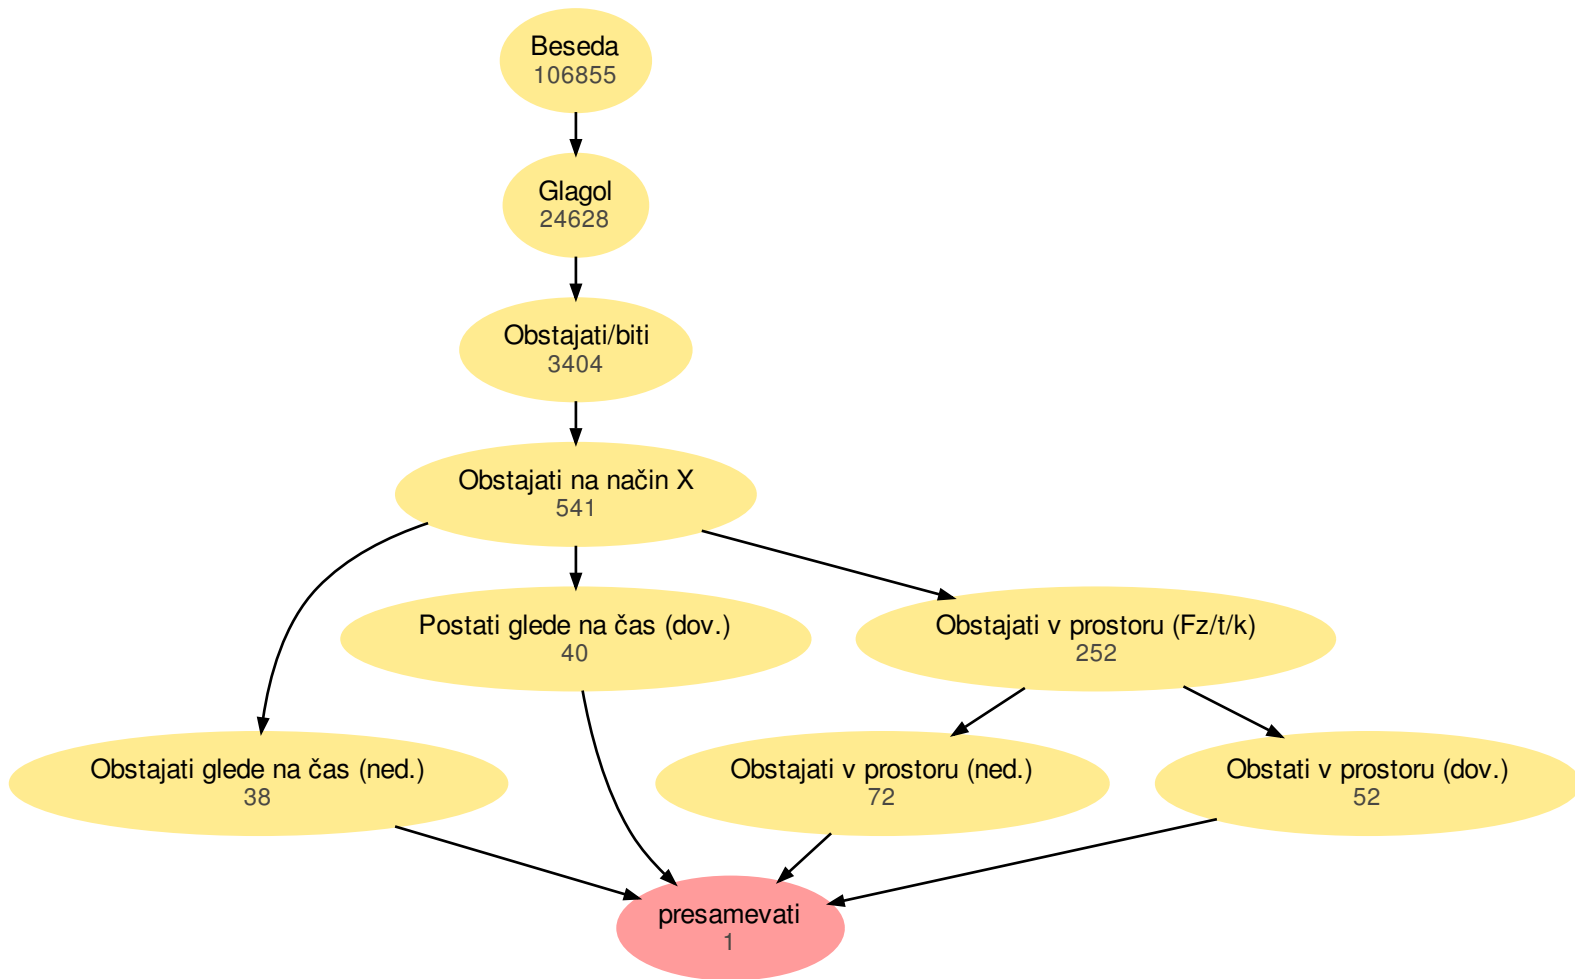 Beseda
106855
Glagol
24628
Obstajati/biti
3404
Obstajati na način X
541
Postati glede na čas (dov.)
40
Obstajati v prostoru (Fz/t/k)
252
Obstajati glede na čas (ned.)
38
Obstajati v prostoru (ned.)
72
Obstati v prostoru (dov.)
52
presamevati
1